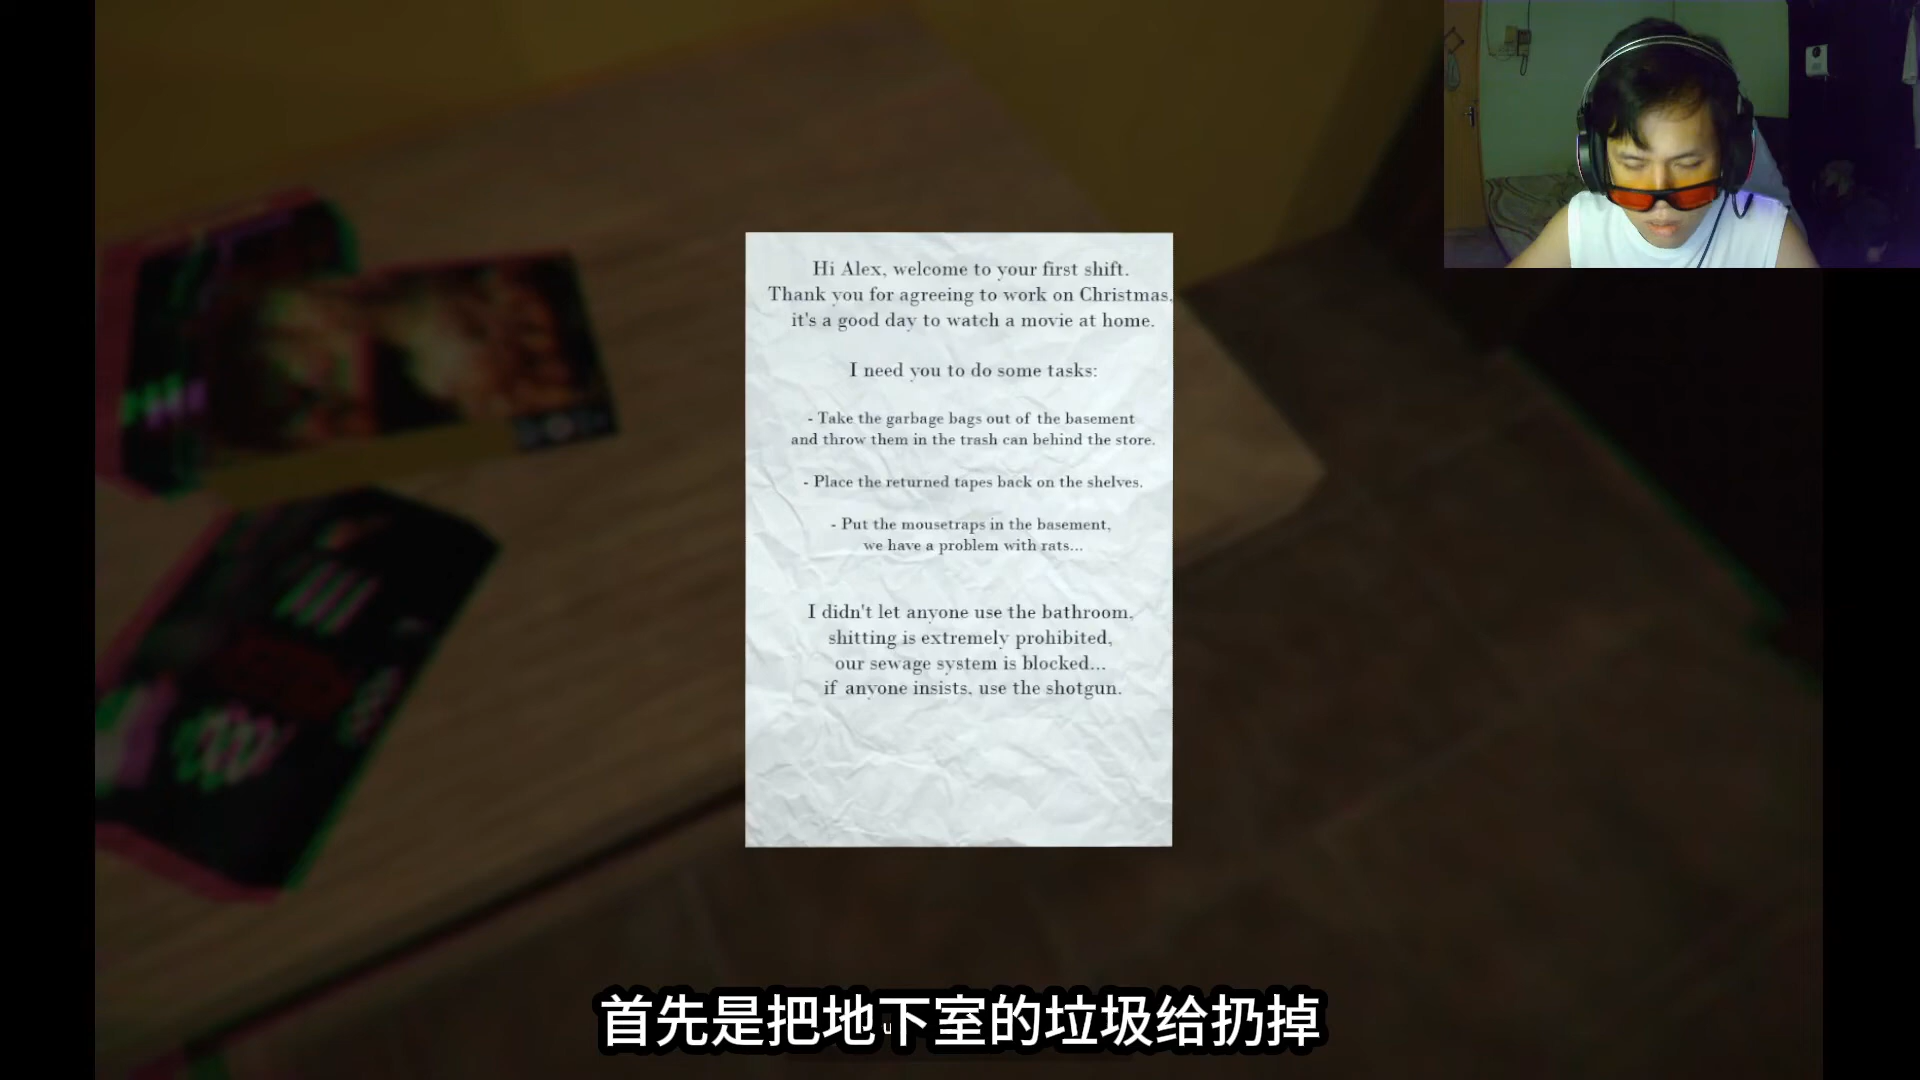 Hi Alex, welcome to your first shift.
Thank you for agreeing to work on Christmas,
it's a good day to watch a movie at home.
I need you to do some tasks:
- Take the garbage bags out of the basement
and throw them in the trash can behind the store.
- Place the returned tapes back on the shelves.
- Put the mousetraps in the basement,
we have a problem with rats...
I didn't let anyone use the bathroom,
shitting is extremely prohibited,
our sewage system is blocked...
if anyone insists, use the shotgun.
首先是把地下室的垃圾给扔掉